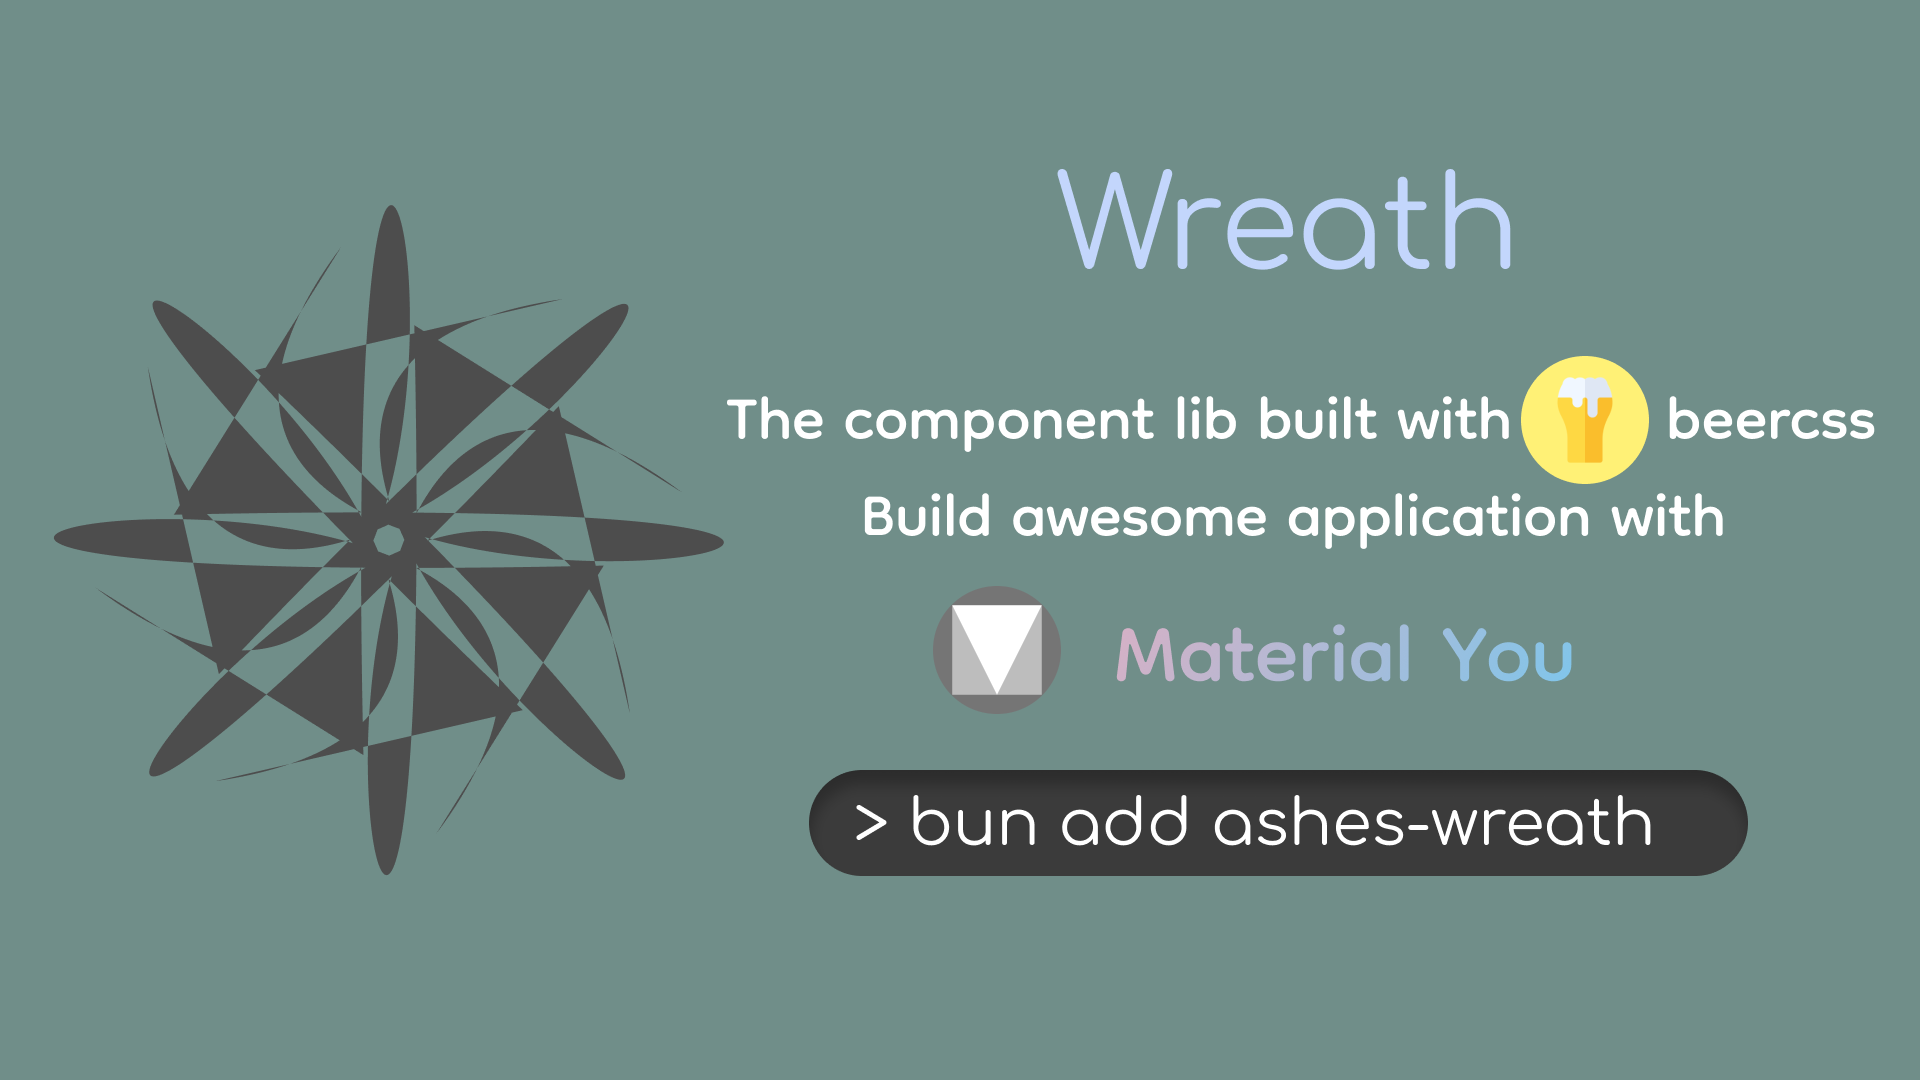 Wreath
The component lib built with beercss
Build awesome application with
Material You
> bun add ashes-wreath